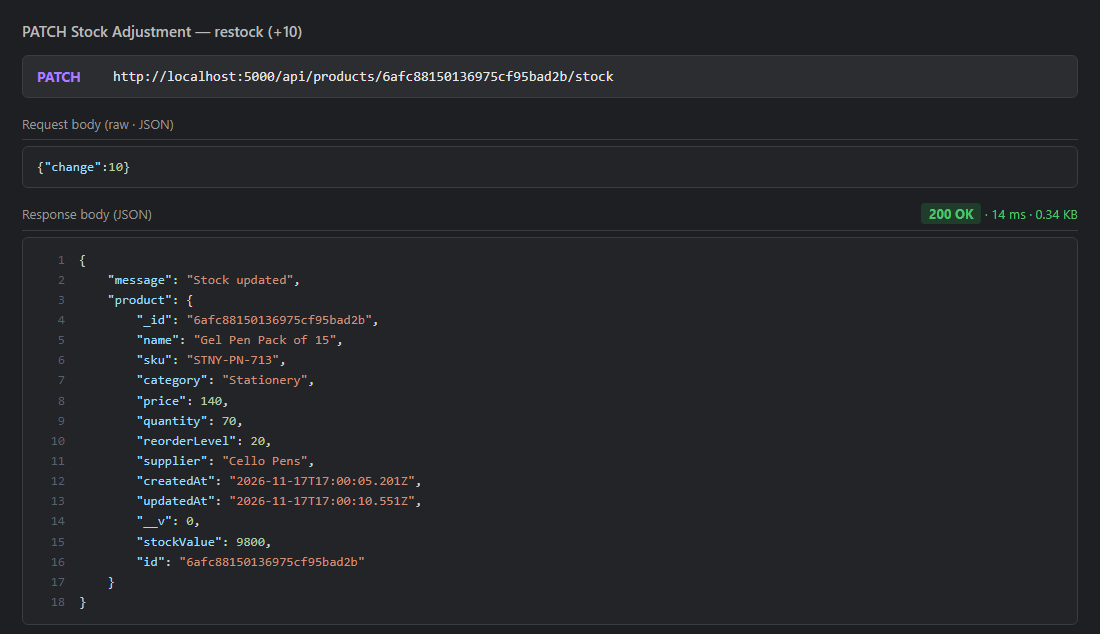 PATCH Stock Adjustment — restock (+10)
PATCH http://localhost:5000/api/products/6afc88150136975cf95bad2b/stock
Request body (raw · JSON)
{"change":10}
Response body (JSON) 200 OK · 14 ms · 0.34 KB
1 {
2 "message": "Stock updated",
3 "product": {
4 "_id": "6afc88150136975cf95bad2b",
5 "name": "Gel Pen Pack of 15",
6 "sku": "STNY-PN-713",
7 "category": "Stationery",
8 "price": 140,
9 "quantity": 70,
10 "reorderLevel": 20,
11 "supplier": "Cello Pens",
12 "createdAt": "2026-11-17T17:00:05.201Z",
13 "updatedAt": "2026-11-17T17:00:10.551Z",
14 "__v": 0,
15 "stockValue": 9800,
16 "id": "6afc88150136975cf95bad2b"
17 }
18 }